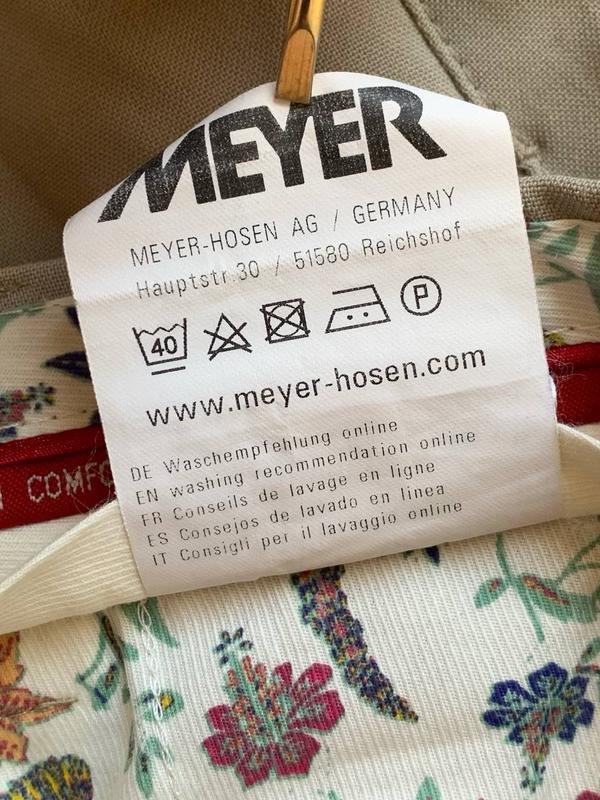 MEYER
MEYER-HOSEN AG / GERMANY
Hauptstr.30 / 51580 Reichshof
40 P
www.meyer-hosen.com
DE Waschempfehlung online
EN washing recommendation online
FR Conseils de lavage en ligne
ES Consejos de lavado en linea
IT Consigli per il lavaggio online